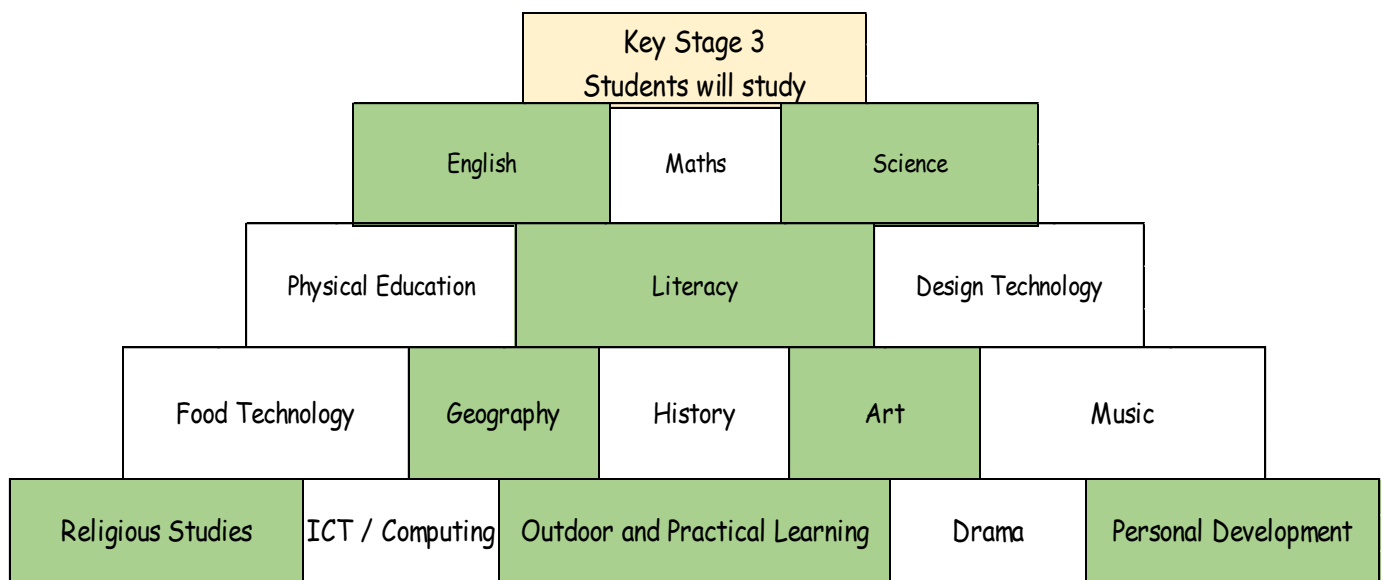 Key Stage 3
Students will study
English
Maths
Science
Physical Education
Literacy
Design Technology
Food Technology
Geography
History
Art
Music
Religious Studies
ICT / Computing
Outdoor and Practical Learning
Drama
Personal Development